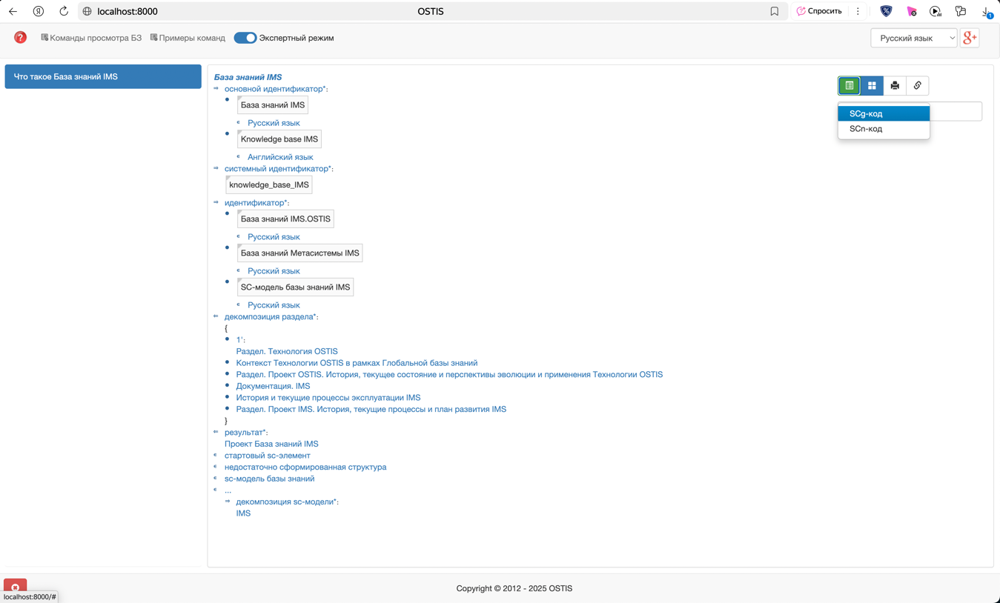 localhost:8000
OSTIS
Спросить
1
? Команды просмотра БЗ Примеры команд Экспертный режим
Русский язык
g+
Что такое База знаний IMS
База знаний IMS
⇒ основной идентификатор*:
• База знаний IMS
∈ Русский язык
• Knowledge base IMS
∈ Английский язык
⇒ системный идентификатор*:
knowledge_base_IMS
⇒ идентификатор*:
• База знаний IMS.OSTIS
∈ Русский язык
• База знаний Метасистемы IMS
∈ Русский язык
• SC-модель базы знаний IMS
∈ Русский язык
⇐ декомпозиция раздела*:
{
• 1':
Раздел. Технология OSTIS
• Контекст Технологии OSTIS в рамках Глобальной базы знаний
• Раздел. Проект OSTIS. История, текущее состояние и перспективы эволюции и применения Технологии OSTIS
• Документация. IMS
• История и текущие процессы эксплуатации IMS
• Раздел. Проект IMS. История, текущие процессы и план развития IMS
}
⇐ результат*:
Проект База знаний IMS
∈ стартовый sc-элемент
∈ недостаточно сформированная структура
∈ sc-модель базы знаний
∈ ...
⇒ декомпозиция sc-модели*:
IMS
SCg-код
SCn-код
Copyright © 2012 - 2025 OSTIS
localhost:8000/#